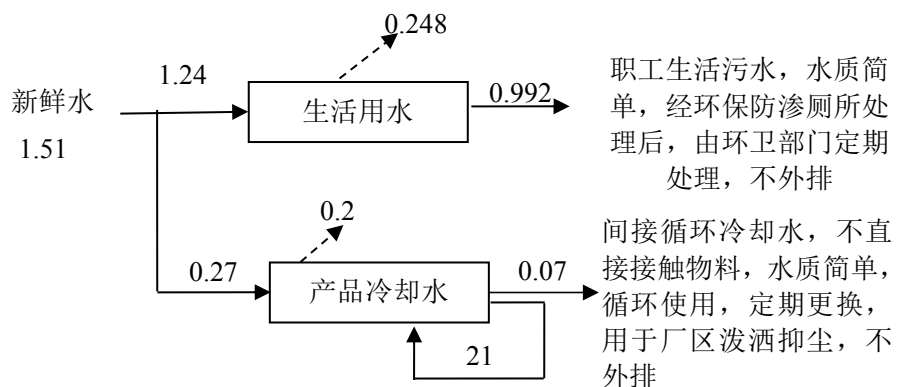 0.248
1.24
新鲜水
1.51
生活用水
0.992
职工生活污水，水质简
单，经环保防渗厕所处
理后，由环卫部门定期
处理，不外排
0.2
0.27
产品冷却水
0.07
21
间接循环冷却水，不直
接接触物料，水质简单，
循环使用，定期更换，
用于厂区泼洒抑尘，不
外排